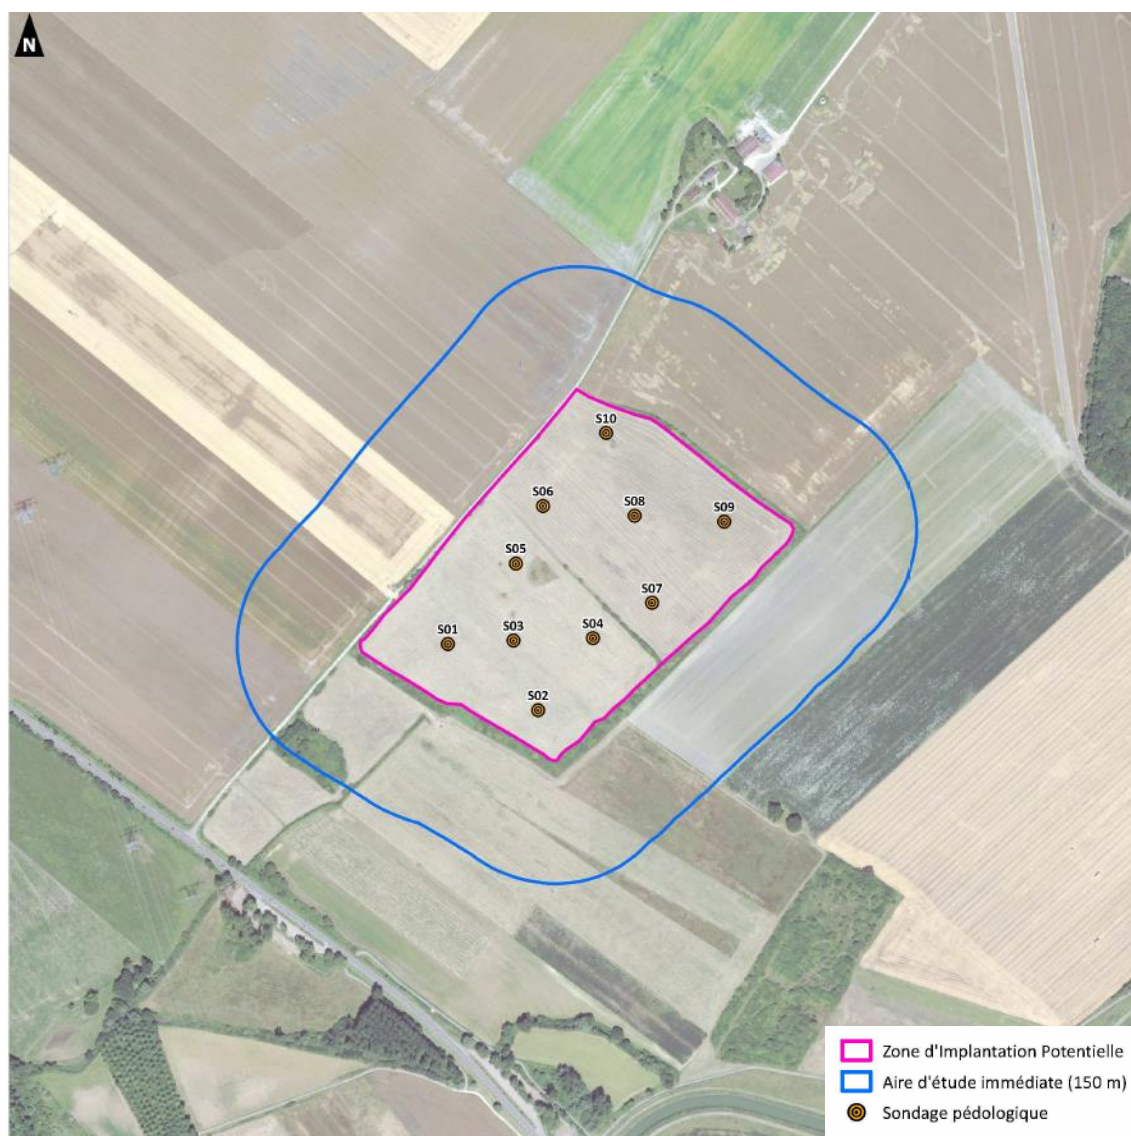 N
S10
S06
S08
S09
S05
S07
S01
S03
S04
S02
Zone d'Implantation Potentielle
Aire d'étude immédiate (150 m)
Sondage pédologique